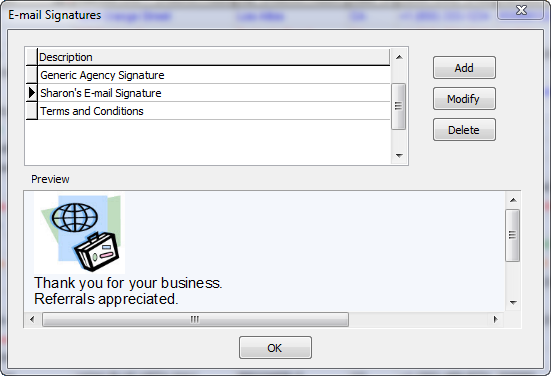 E-mail Signatures
Description
Generic Agency Signature
Sharon's E-mail Signature
Terms and Conditions
Add
Modify
Delete
Preview
Thank you for your business.
Referrals appreciated.
OK